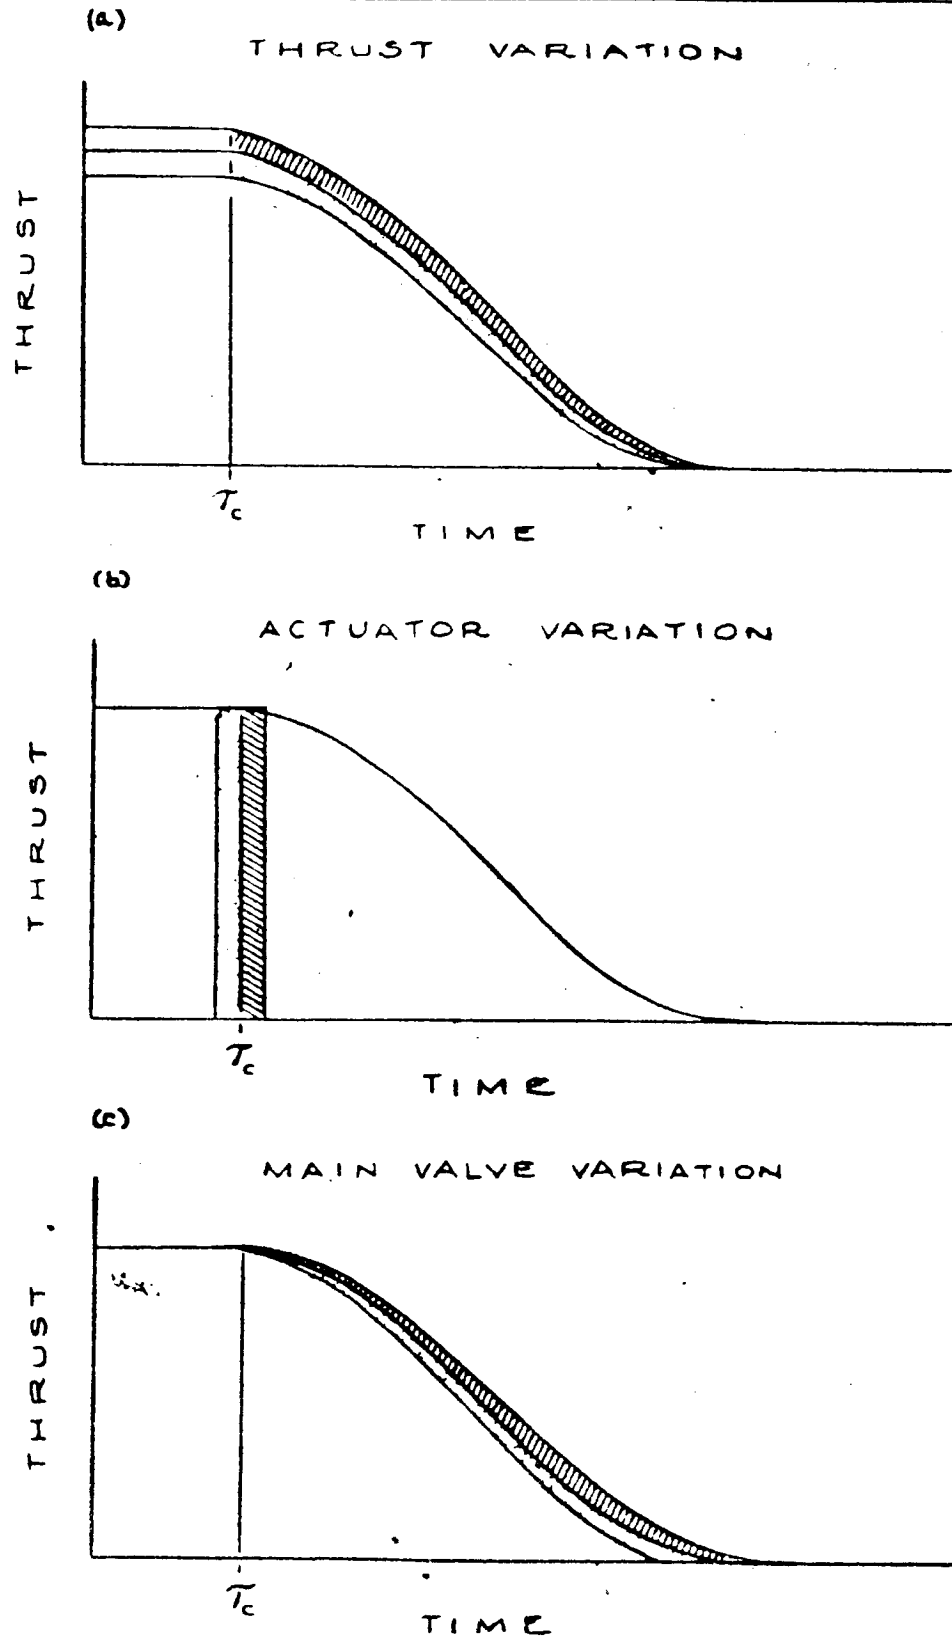 (a)
THRUST VARIATION
THRUST
τc
TIME
(b)
ACTUATOR VARIATION
THRUST
τc
TIME
(c)
MAIN VALVE VARIATION
THRUST
τc
TIME